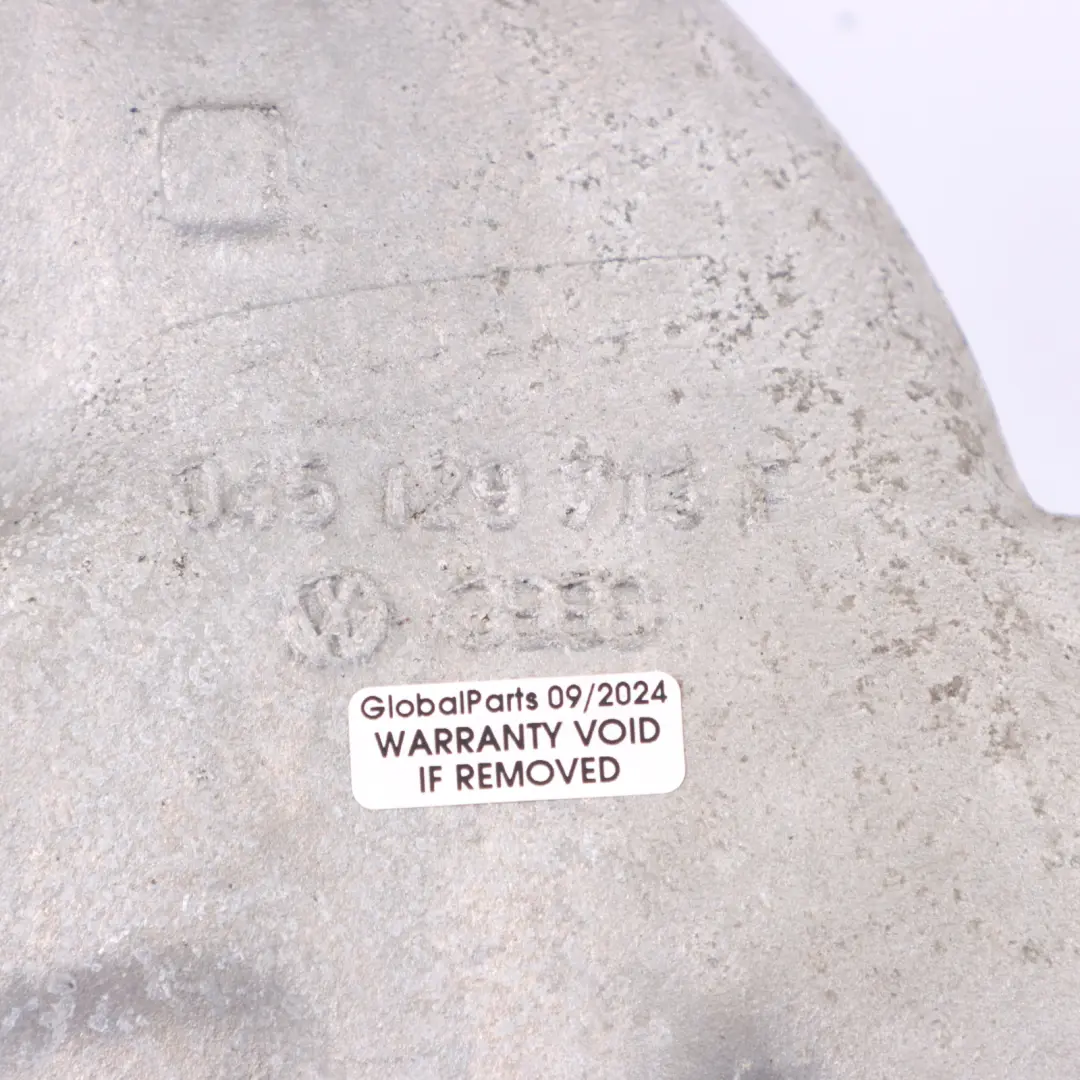 045 129 713 F
GlobalParts 09/2024
WARRANTY VOID
IF REMOVED